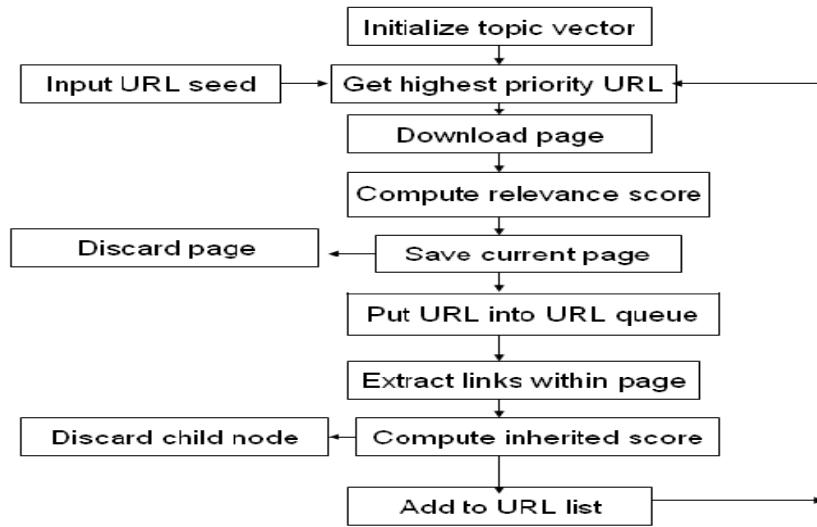 Initialize topic vector
Input URL seed
Get highest priority URL
Download page
Compute relevance score
Discard page
Save current page
Put URL into URL queue
Extract links within page
Discard child node
Compute inherited score
Add to URL list